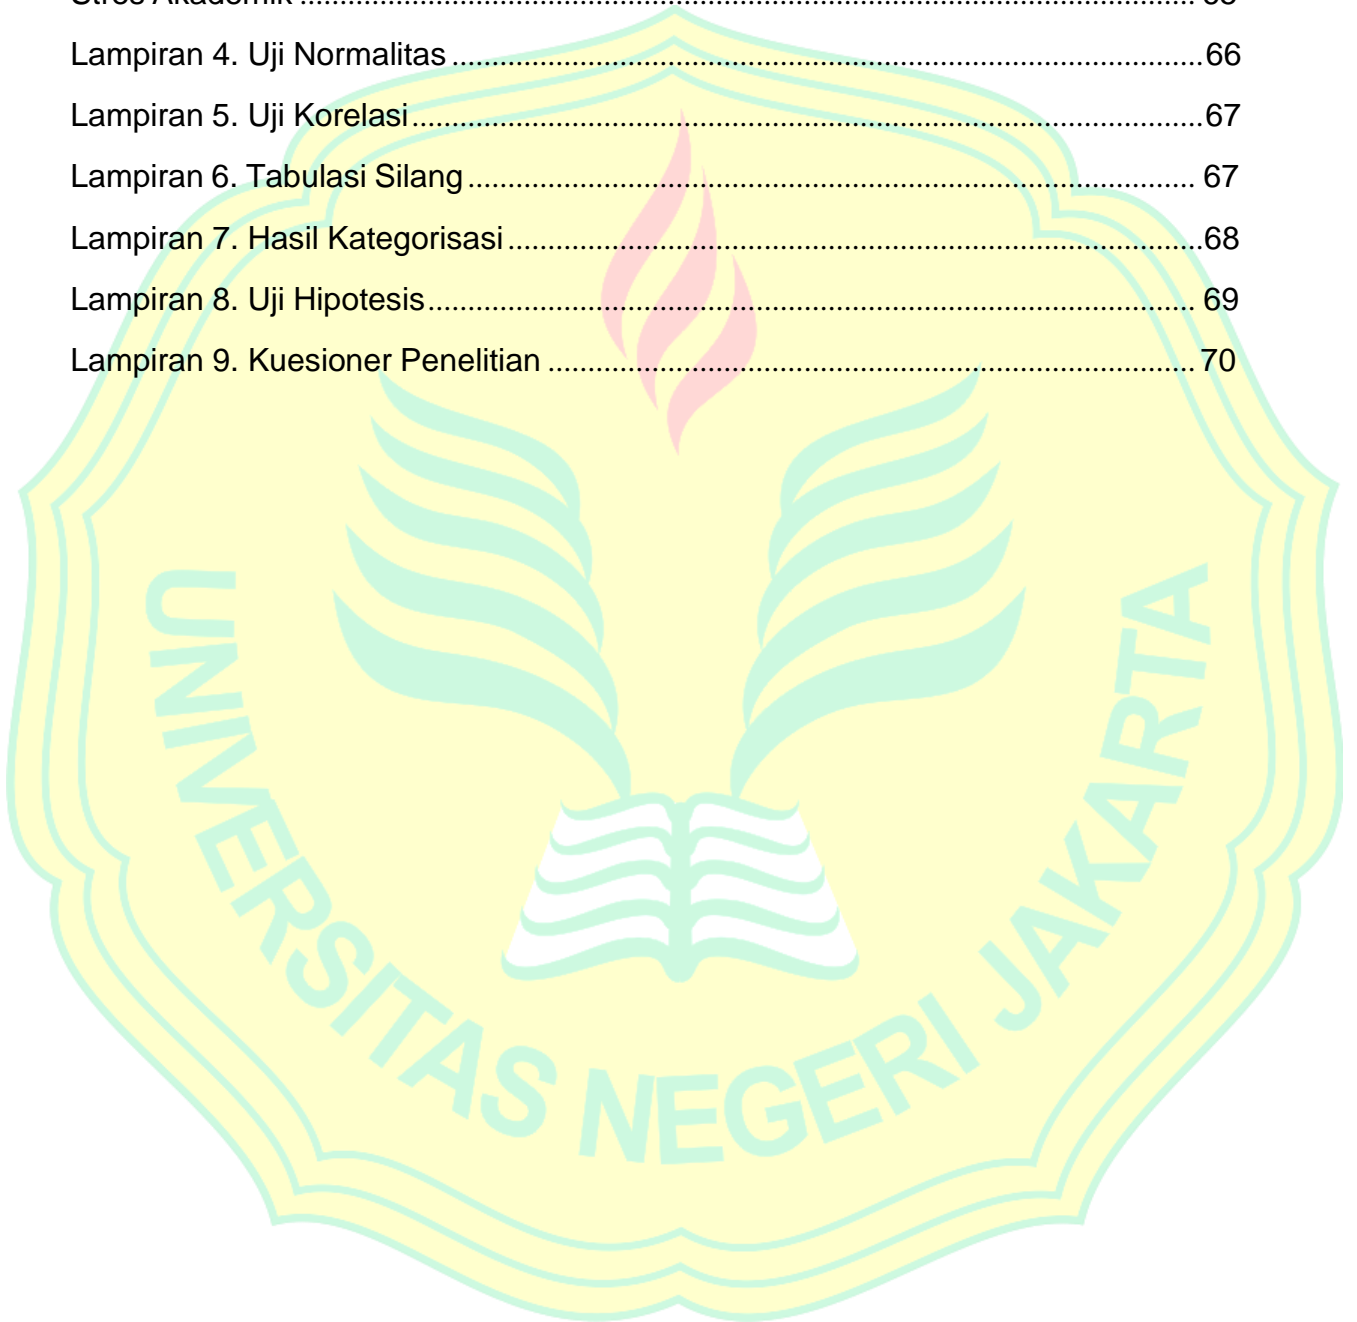 Lampiran 4. Uji Normalitas ........ 66
Lampiran 5. Uji Korelasi ........ 67
Lampiran 6. Tabulasi Silang ........ 67
Lampiran 7. Hasil Kategorisasi ........ 68
Lampiran 8. Uji Hipotesis ........ 69
Lampiran 9. Kuesioner Penelitian ........ 70
UNIVERSITAS NEGERI JAKARTA